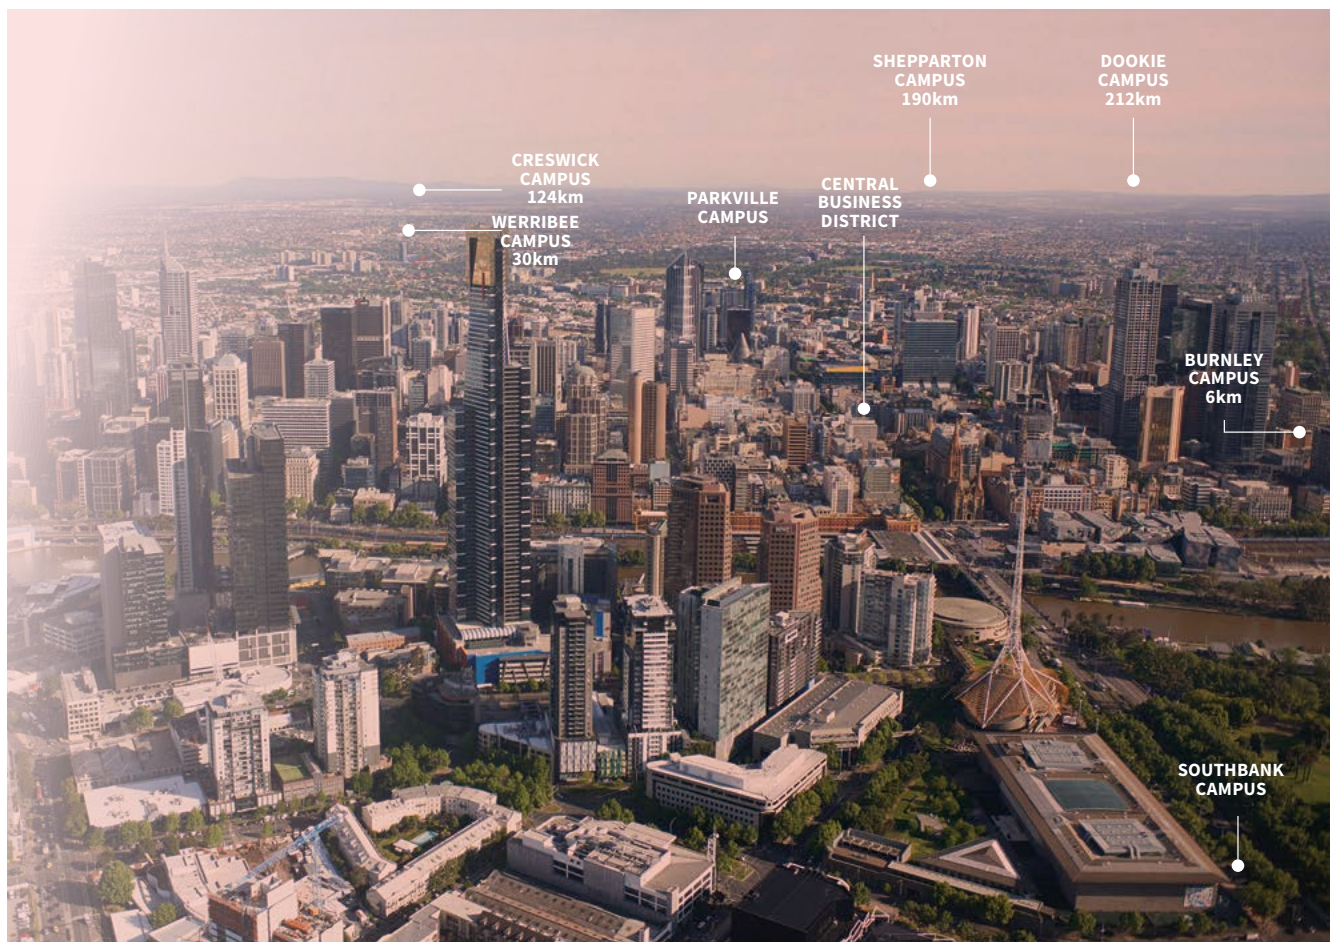 SHEPPARTON
CAMPUS
190km
DOOKIE
CAMPUS
212km
CRESWICK
CAMPUS
124km
WERRIBEE
CAMPUS
30km
PARKVILLE
CAMPUS
CENTRAL
BUSINESS
DISTRICT
BURNLEY
CAMPUS
6km
SOUTHBANK
CAMPUS